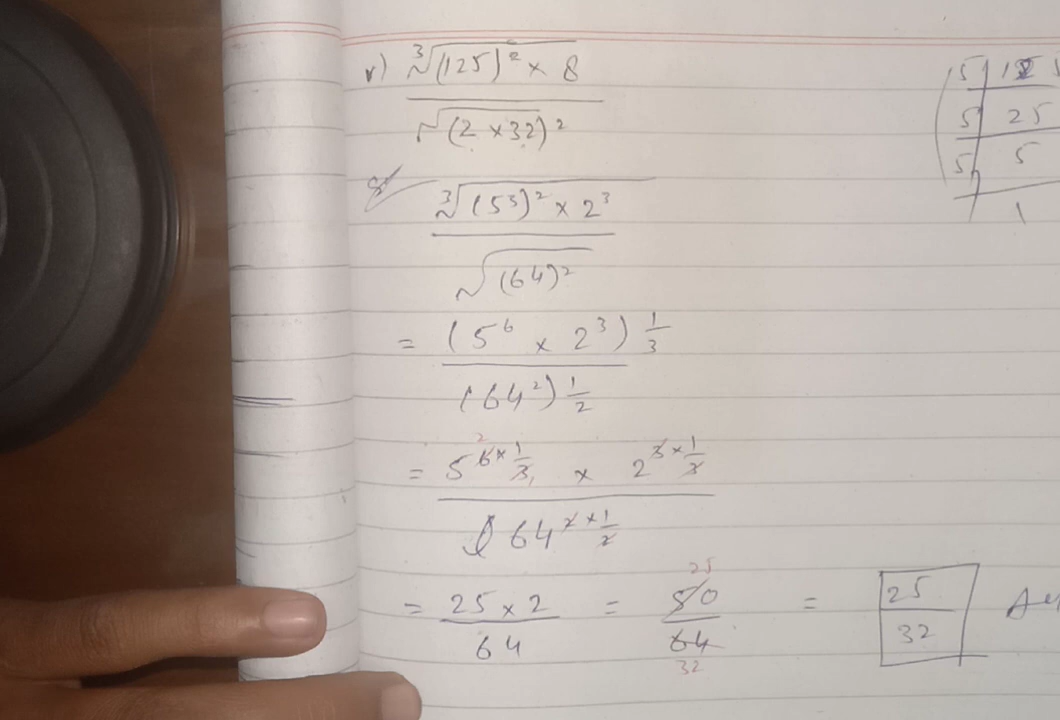 v) ∛((125)² × 8)
√(2 × 32)²
∛((5³)² × 2³)
√(64)²
= (5⁶ × 2³) 1/3
(64²) 1/2
= 5^(6 × 1/3) × 2^(3 × 1/3)
64^(2 × 1/2)
= 25 × 2 / 64 = 50 / 64 = 25 / 32
25
32
5 | 125
5 | 25
5 | 5
1